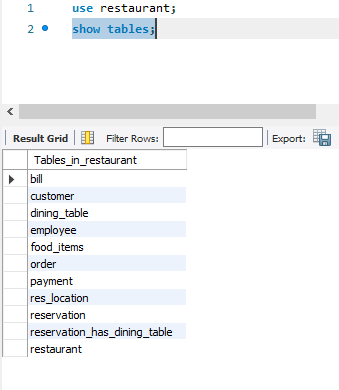 1 use restaurant;
2 show tables;
Result Grid Filter Rows: Export:
Tables_in_restaurant
bill
customer
dining_table
employee
food_items
order
payment
res_location
reservation
reservation_has_dining_table
restaurant